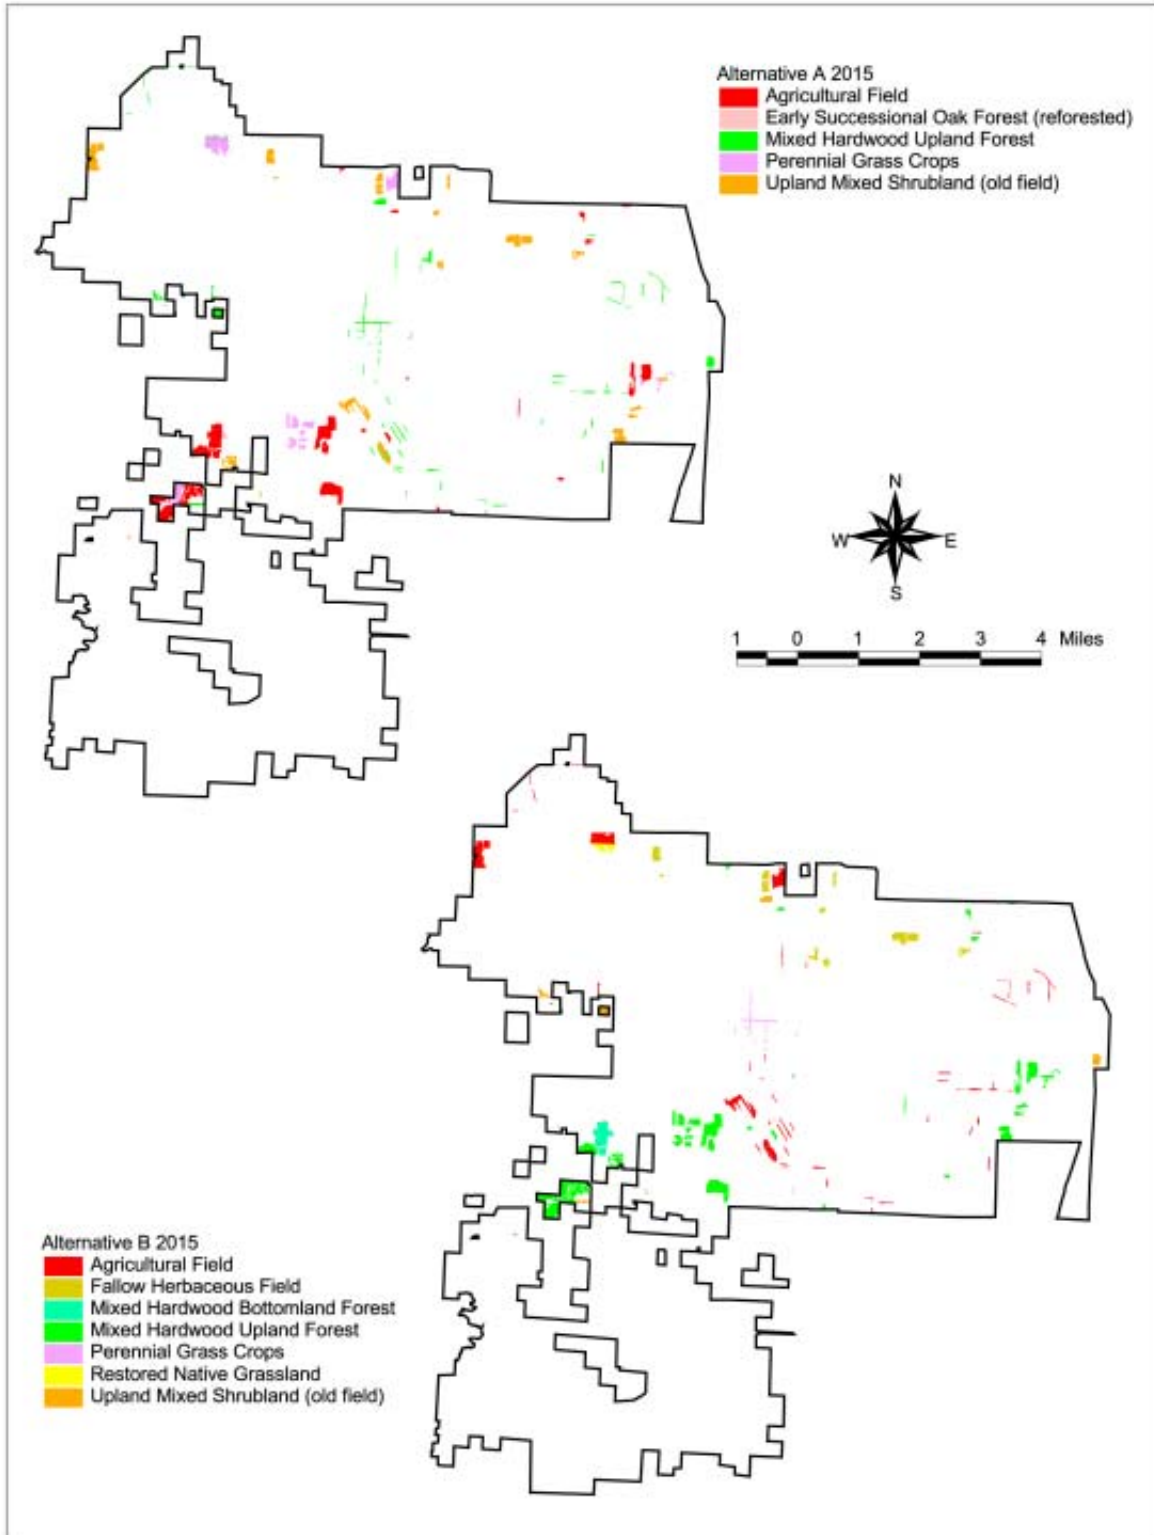 Alternative A 2015
Agricultural Field
Early Successional Oak Forest (reforested)
Mixed Hardwood Upland Forest
Perennial Grass Crops
Upland Mixed Shrubland (old field)
N
W E
S
1 0 1 2 3 4 Miles
Alternative B 2015
Agricultural Field
Fallow Herbaceous Field
Mixed Hardwood Bottomland Forest
Mixed Hardwood Upland Forest
Perennial Grass Crops
Restored Native Grassland
Upland Mixed Shrubland (old field)